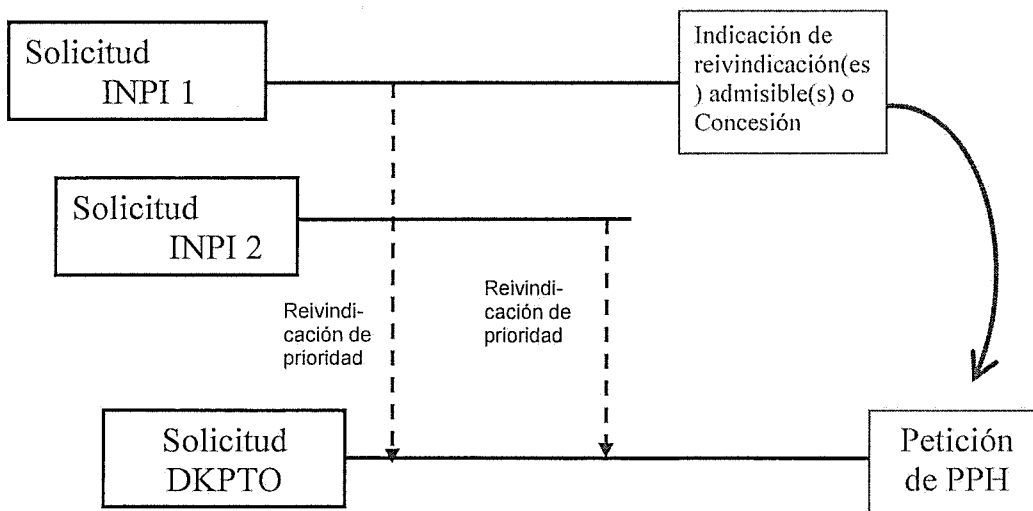 Solicitud
INPI 1
Indicación de
reivindicación(es
) admisible(s) o
Concesión
Solicitud
INPI 2
Reivindi-
cación de
prioridad
Reivindi-
cación de
prioridad
Solicitud
DKPTO
Petición
de PPH